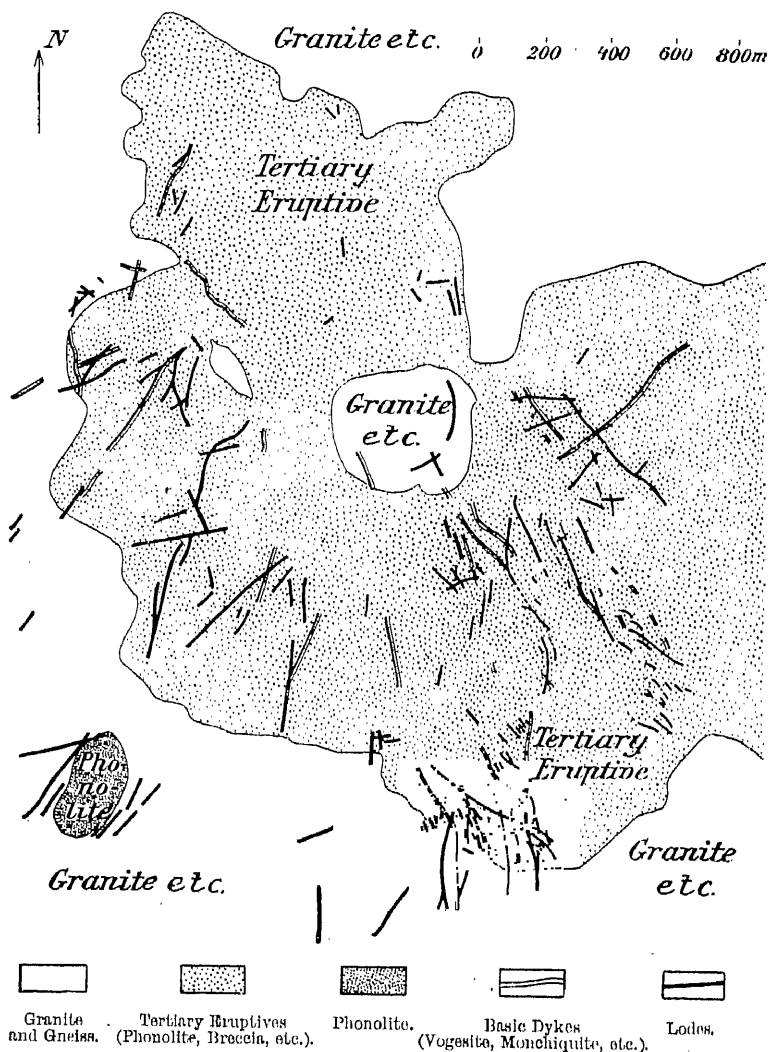 N
Granite etc.
0 200 400 600 800m
Tertiary
Eruptive
Granite
etc.
Tertiary
Eruptive
Pho-
no-
lite
Granite etc.
Granite
etc.
Granite
and Gneiss.
Tertiary Eruptives
(Phonolite, Breccia, etc.).
Phonolite.
Basic Dykes
(Vogesite, Monchiquite, etc.).
Lodes.